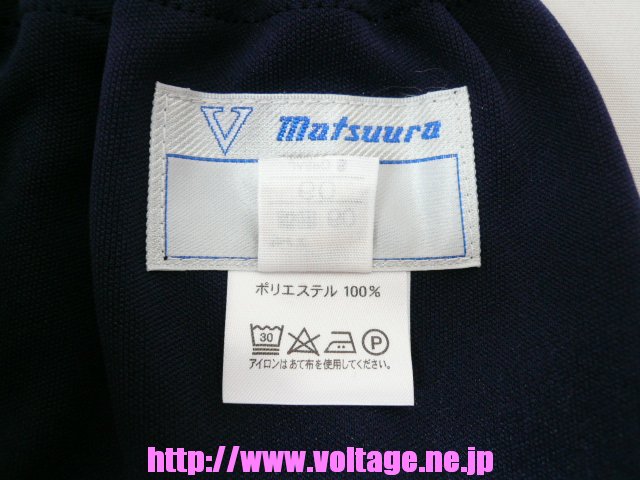 V Matsuura
ポリエステル 100%
30 P
アイロンはあて布を使用してください。
http://www.voltage.ne.jp